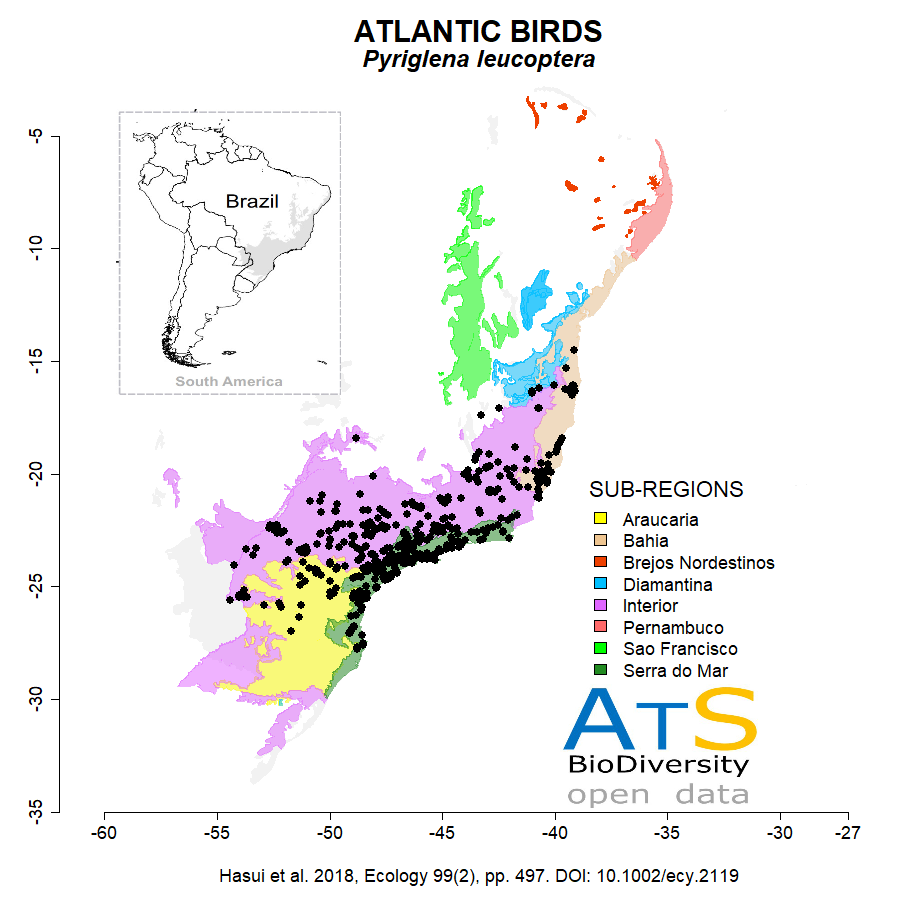 ATLANTIC BIRDS
Pyriglena leucoptera
Brazil
South America
-5
-10
-15
-20
-25
-30
-35
SUB-REGIONS
Araucaria
Bahia
Brejos Nordestinos
Diamantina
Interior
Pernambuco
Sao Francisco
Serra do Mar
ATS
BioDiversity
open data
-60 -55 -50 -45 -40 -35 -30 -27
Hasui et al. 2018, Ecology 99(2), pp. 497. DOI: 10.1002/ecy.2119